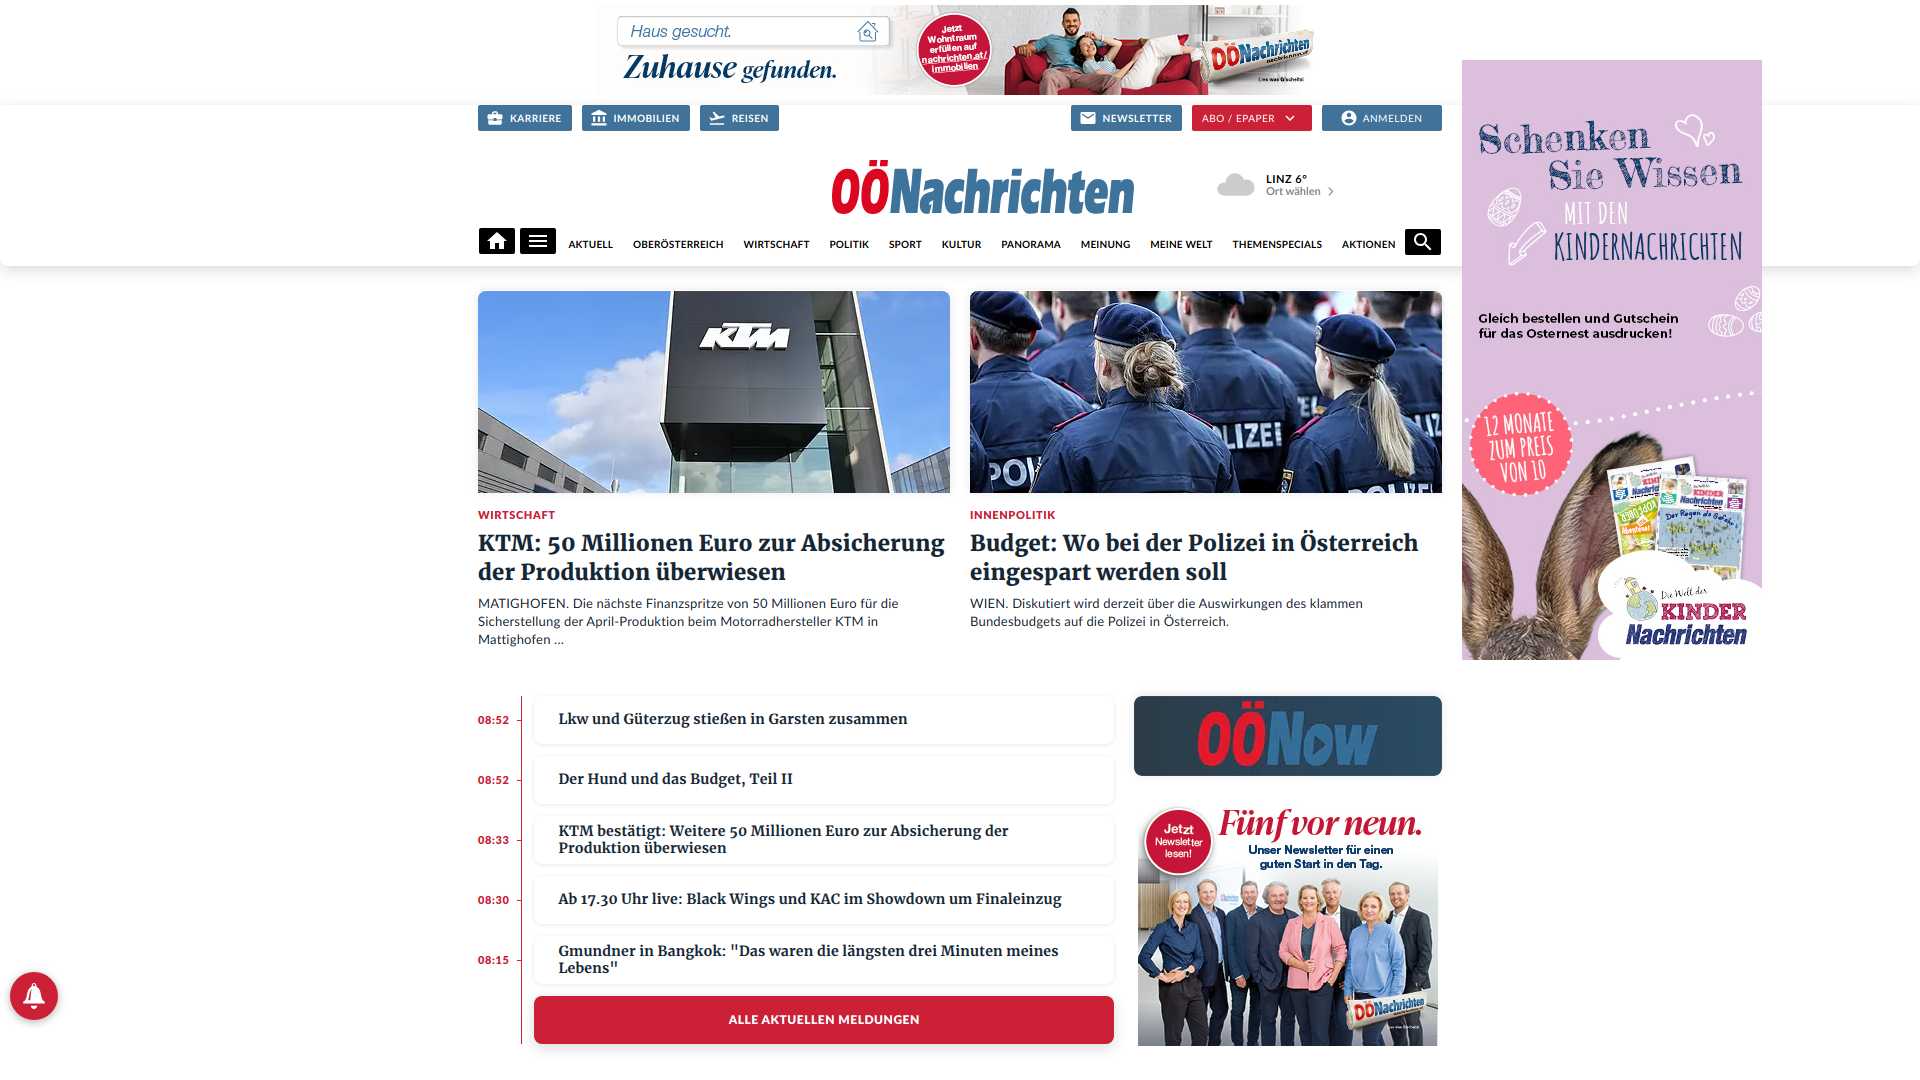 Haus gesucht.
Zuhause gefunden.
Jetzt
Wohntraum
erfüllen auf
nachrichten.at/
immobilien
OÖNachrichten
Lies was G'scheits!
KARRIERE
IMMOBILIEN
REISEN
NEWSLETTER
ABO / EPAPER
ANMELDEN
OÖNachrichten
LINZ 6°
Ort wählen
AKTUELL
OBERÖSTERREICH
WIRTSCHAFT
POLITIK
SPORT
KULTUR
PANORAMA
MEINUNG
MEINE WELT
THEMENSPECIALS
AKTIONEN
Schenken
Sie Wissen
MIT DEN
KINDERNACHRICHTEN
Gleich bestellen und Gutschein
für das Osternest ausdrucken!
12 MONATE
ZUM PREIS
VON 10
Die Welt der
KINDER
Nachrichten
KTM
WIRTSCHAFT
KTM: 50 Millionen Euro zur Absicherung
der Produktion überwiesen
MATIGHOFEN. Die nächste Finanzspritze von 50 Millionen Euro für die
Sicherstellung der April-Produktion beim Motorradhersteller KTM in
Mattighofen ...
INNENPOLITIK
Budget: Wo bei der Polizei in Österreich
eingespart werden soll
WIEN. Diskutiert wird derzeit über die Auswirkungen des klammen
Bundesbudgets auf die Polizei in Österreich.
08:52
Lkw und Güterzug stießen in Garsten zusammen
08:52
Der Hund und das Budget, Teil II
08:33
KTM bestätigt: Weitere 50 Millionen Euro zur Absicherung der
Produktion überwiesen
08:30
Ab 17.30 Uhr live: Black Wings und KAC im Showdown um Finaleinzug
08:15
Gmundner in Bangkok: "Das waren die längsten drei Minuten meines
Lebens"
ALLE AKTUELLEN MELDUNGEN
OÖNow
Jetzt
Newsletter
lesen!
Fünf vor neun.
Unser Newsletter für einen
guten Start in den Tag.
OÖNachrichten